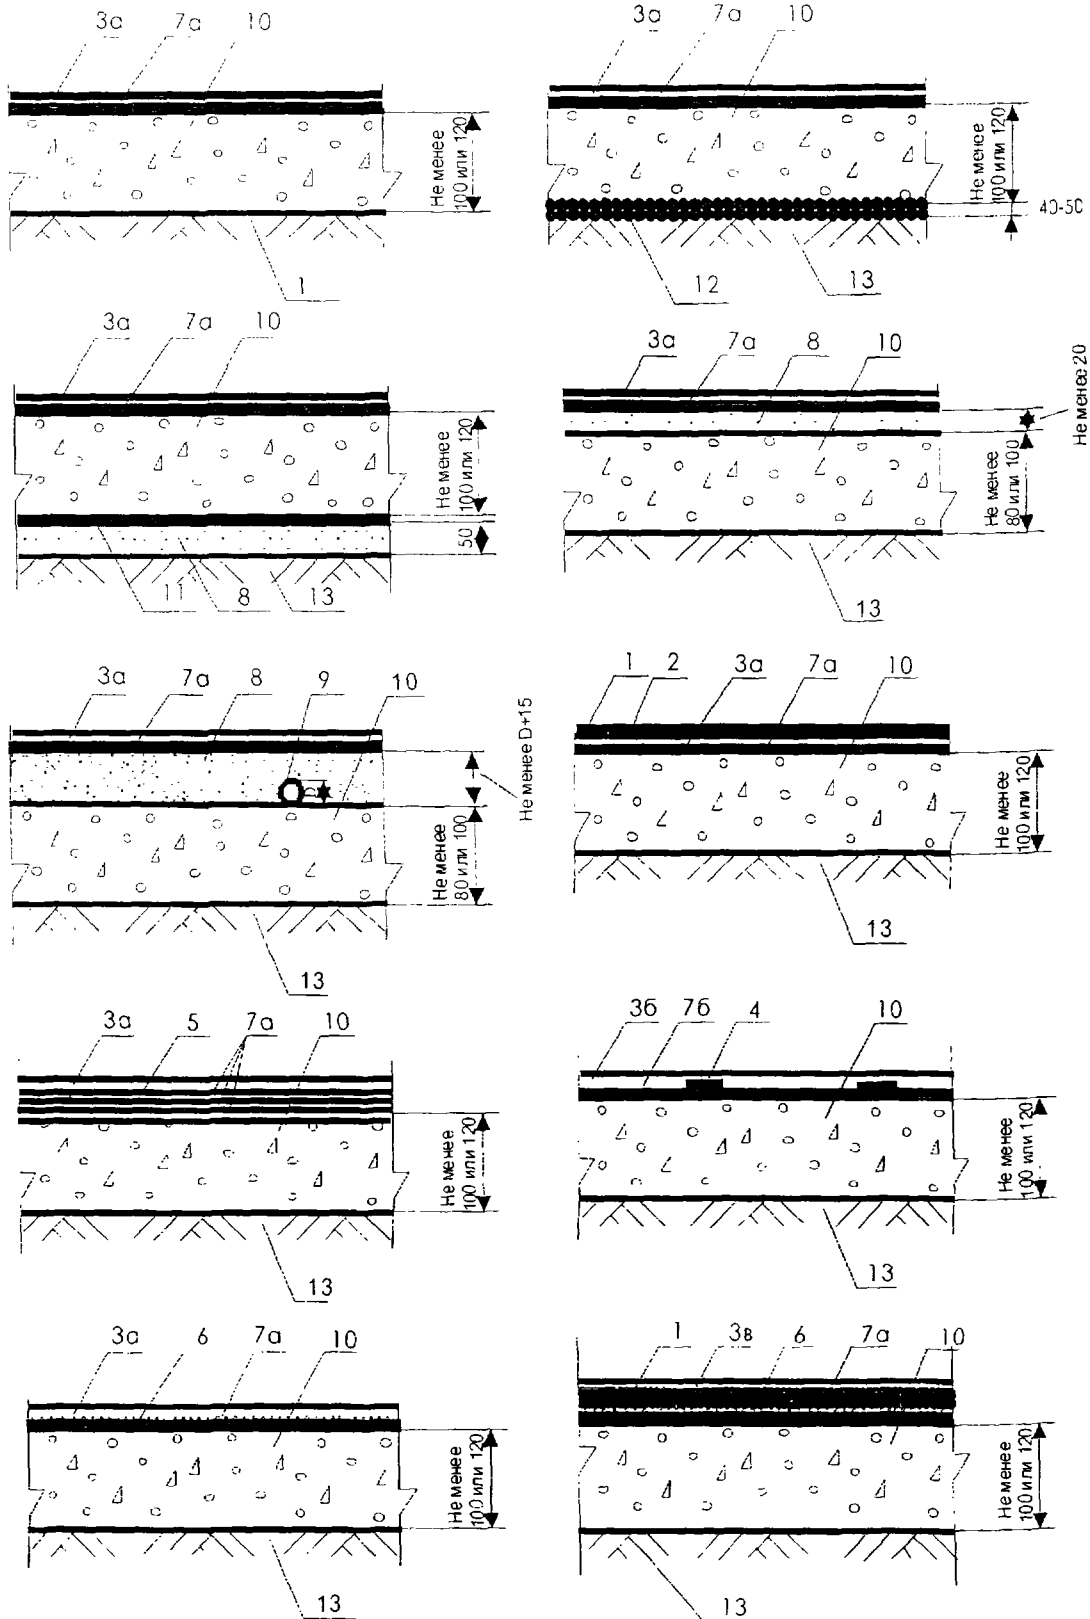 3а 7а 10
Не менее
100 или 120
1
3а 7а 10
Не менее
100 или 120
40-50
12 13
3а 7а 10
Не менее
100 или 120
50
11 8 13
3а 7а 8 10
Не менее 20
Не менее
80 или 100
13
3а 7а 8 9 10
D
Не менее D+15
Не менее
80 или 100
13
1 2 3а 7а 10
Не менее
100 или 120
13
3а 5 7а 10
Не менее
100 или 120
13
3б 7б 4 10
Не менее
100 или 120
13
3а 6 7а 10
Не менее
100 или 120
13
1 3в 6 7а 10
Не менее
100 или 120
13